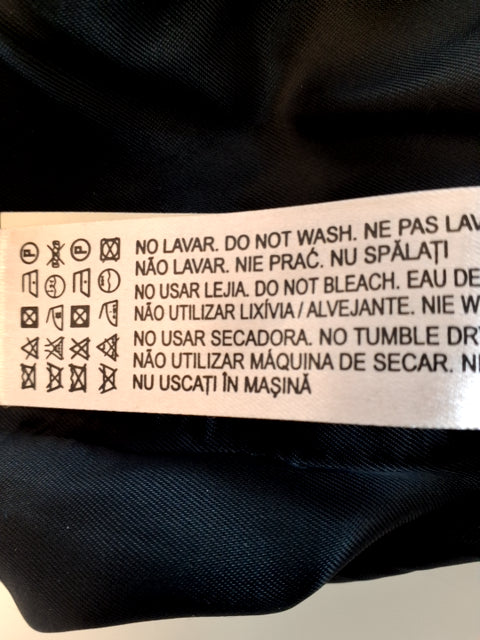 NO LAVAR. DO NOT WASH. NE PAS LAV
NÃO LAVAR. NIE PRAĆ. NU SPĂLAȚI
NO USAR LEJIA. DO NOT BLEACH. EAU DE
NÃO UTILIZAR LIXÍVIA / ALVEJANTE. NIE W
NO USAR SECADORA. NO TUMBLE DRY
NÃO UTILIZAR MÁQUINA DE SECAR. NI
NU USCAȚI ÎN MAȘINĂ